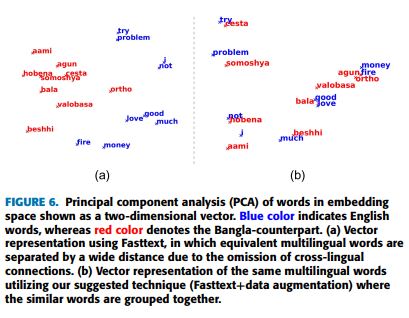 try
problem
aami
j
not
agun
hobena
cesta
somoshya
bala
ortho
valobasa
love
good
much
beshhi
fire
money
(a)
try
cesta
problem
somoshya
money
agun
fire
ortho
valobasa
bala
good
love
not
hobena
j
beshhi
much
aami
(b)
FIGURE 6. Principal component analysis (PCA) of words in embedding
space shown as a two-dimensional vector. Blue color indicates English
words, whereas red color denotes the Bangla-counterpart. (a) Vector
representation using Fasttext, in which equivalent multilingual words are
separated by a wide distance due to the omission of cross-lingual
connections. (b) Vector representation of the same multilingual words
utilizing our suggested technique (Fasttext+data augmentation) where
the similar words are grouped together.